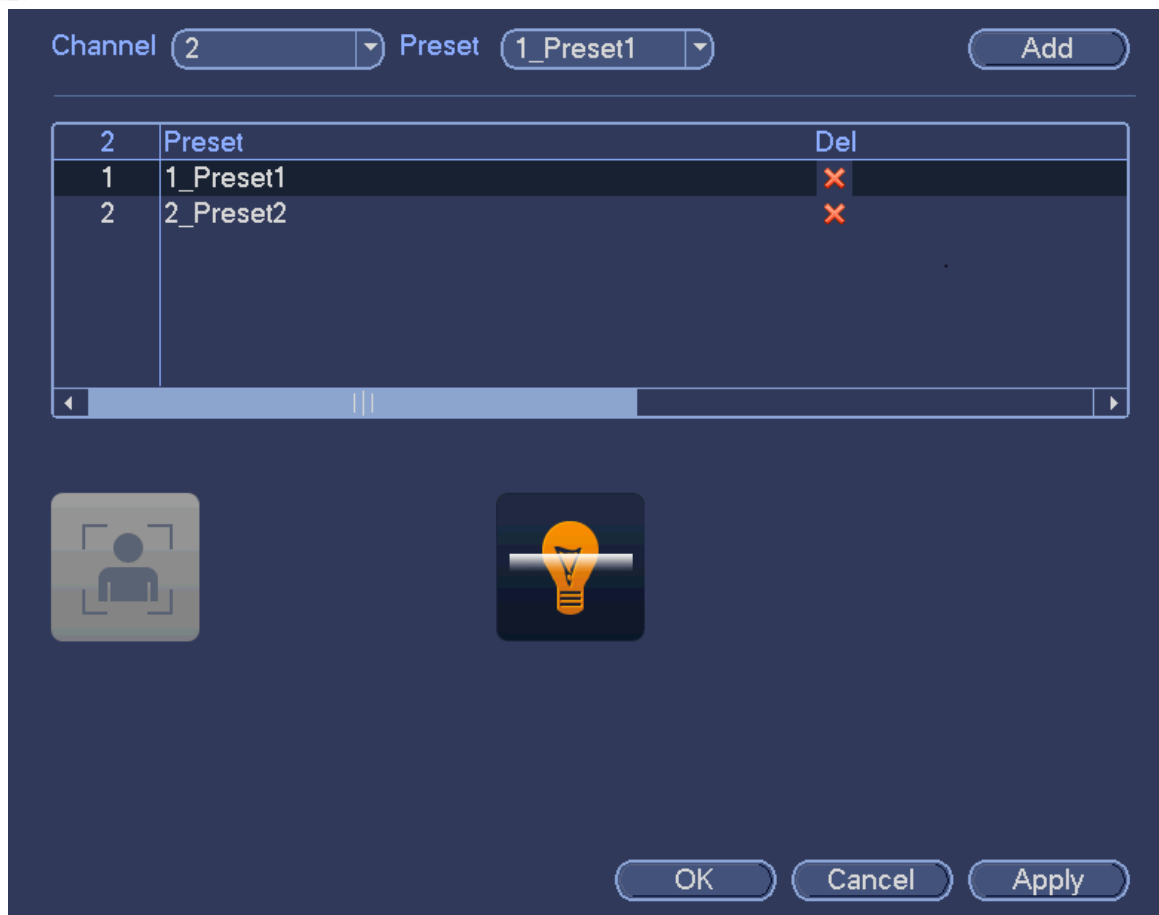 Channel 2 Preset 1_Preset1 Add
2 Preset Del
1 1_Preset1
2 2_Preset2
OK Cancel Apply